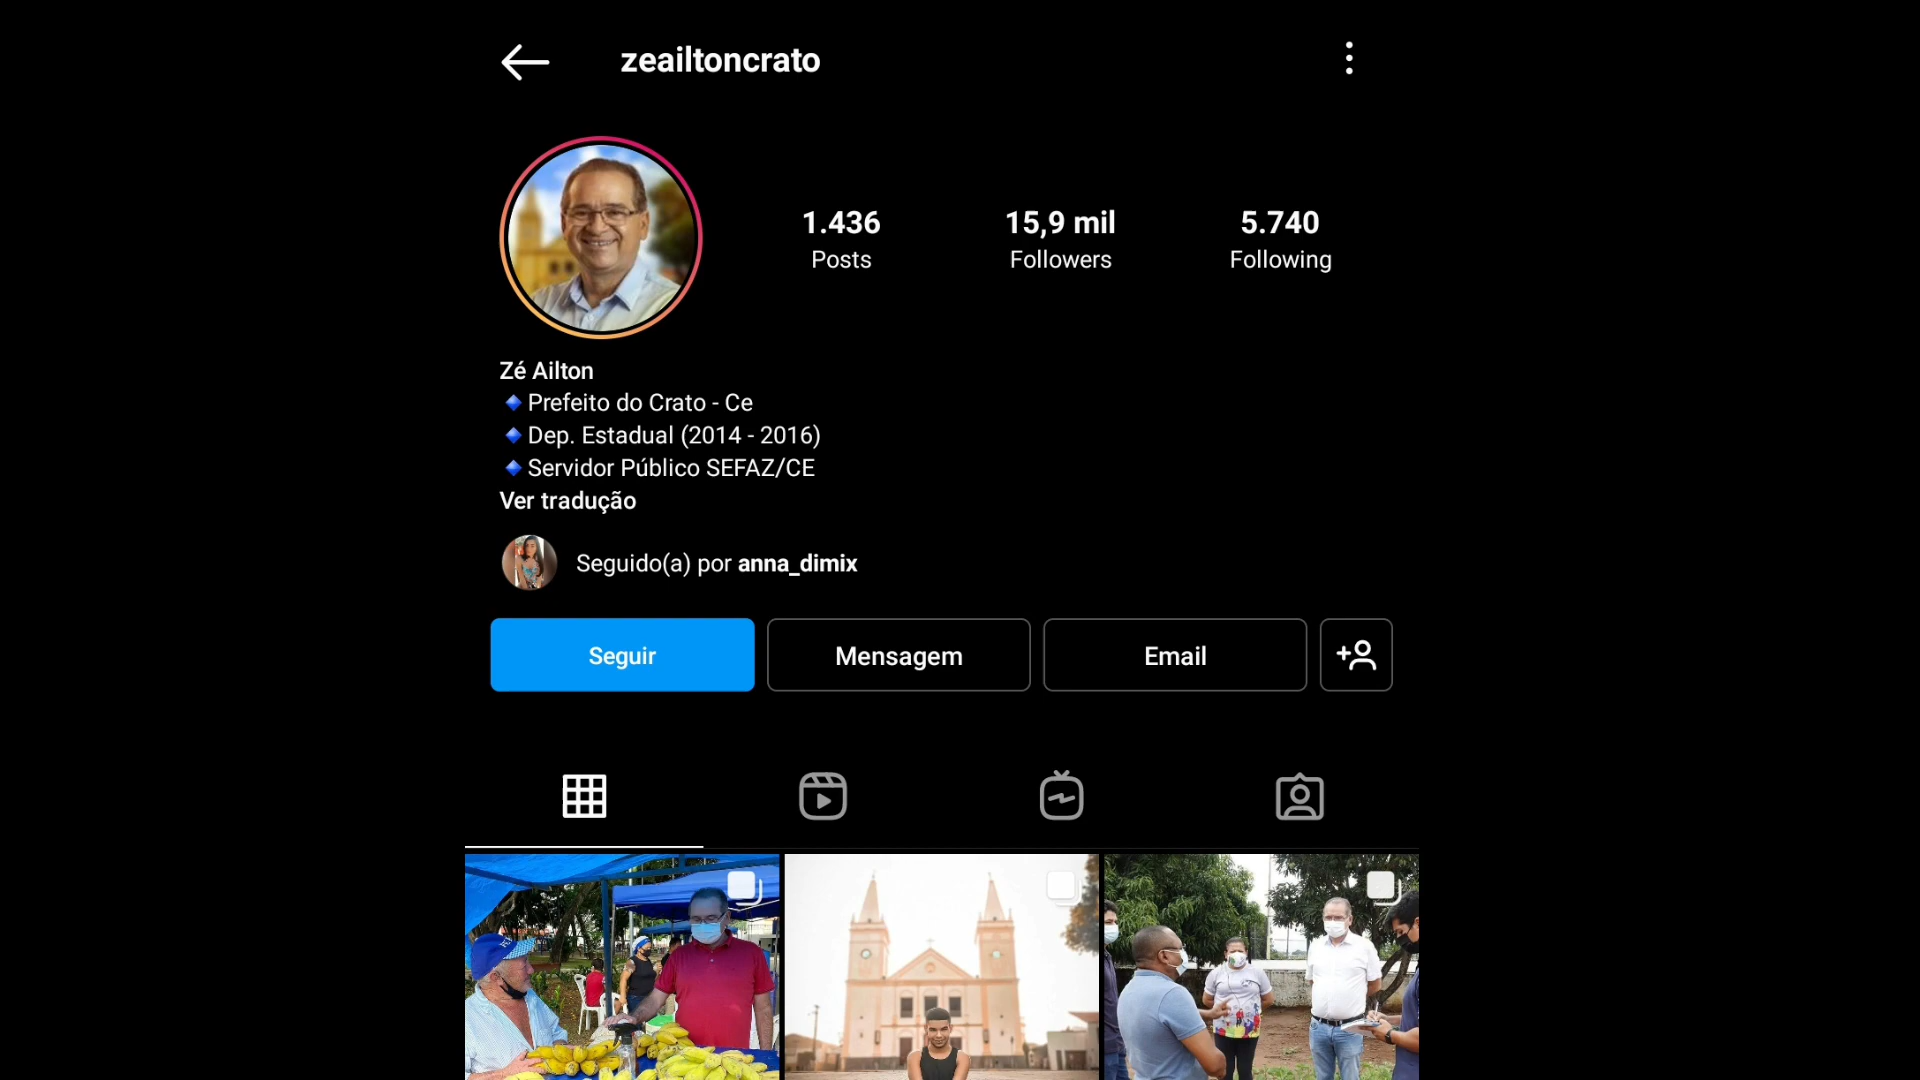 zeailtoncrato
1.436
Posts
15,9 mil
Followers
5.740
Following
Zé Ailton
Prefeito do Crato - Ce
Dep. Estadual (2014 - 2016)
Servidor Público SEFAZ/CE
Ver tradução
Seguido(a) por anna_dimix
Seguir
Mensagem
Email